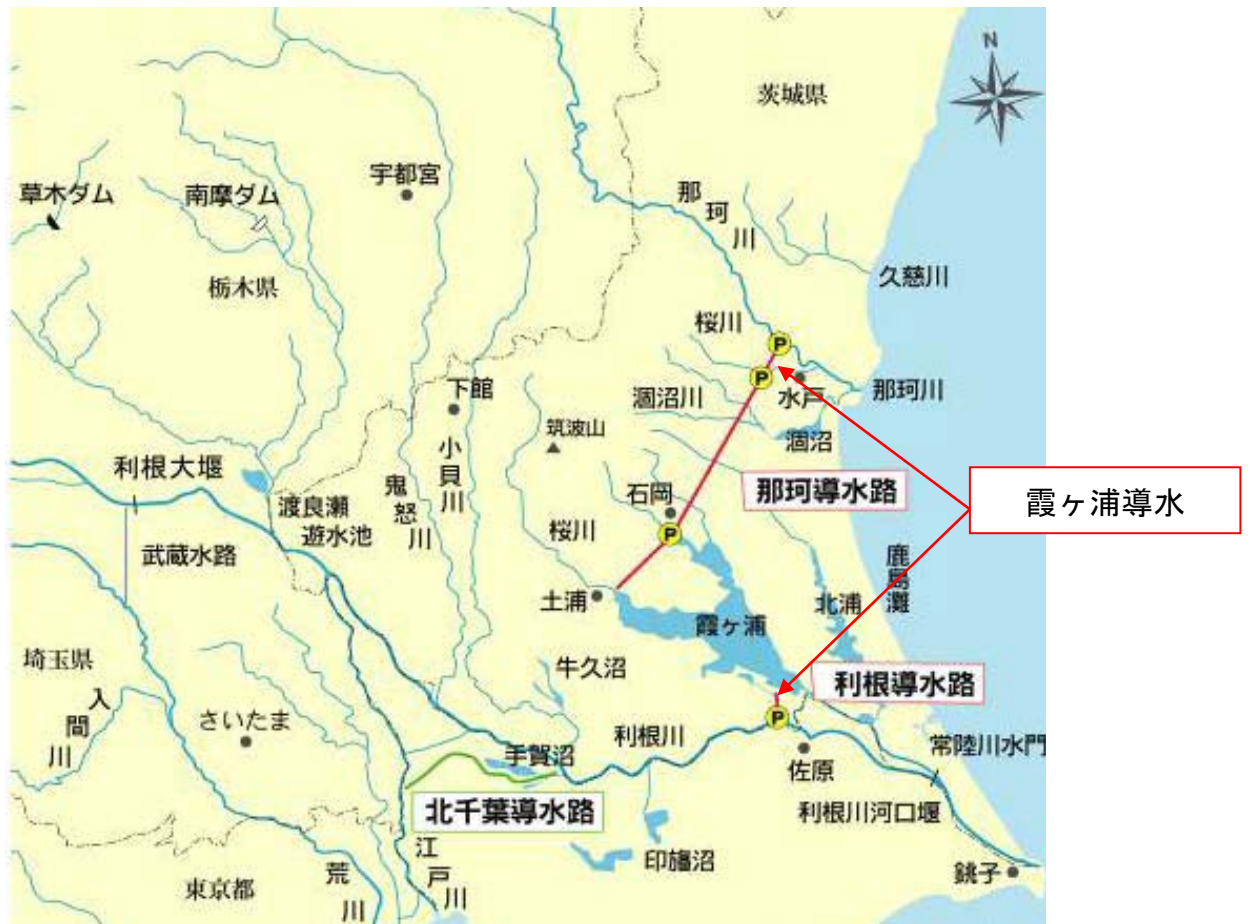 N
茨城県
宇都宮
草木ダム
南摩ダム
那珂川
栃木県
久慈川
桜川
P
P
水戸
那珂川
下館
涸沼川
涸沼
筑波山
小貝川
利根大堰
鬼怒川
渡良瀬
遊水池
石岡
那珂導水路
霞ヶ浦導水
P
桜川
武蔵水路
鹿島灘
土浦
北浦
霞ヶ浦
埼玉県
牛久沼
利根導水路
入間川
さいたま
P
利根川
手賀沼
佐原
常陸川水門
北千葉導水路
利根川河口堰
江戸川
印旛沼
東京都
荒川
銚子